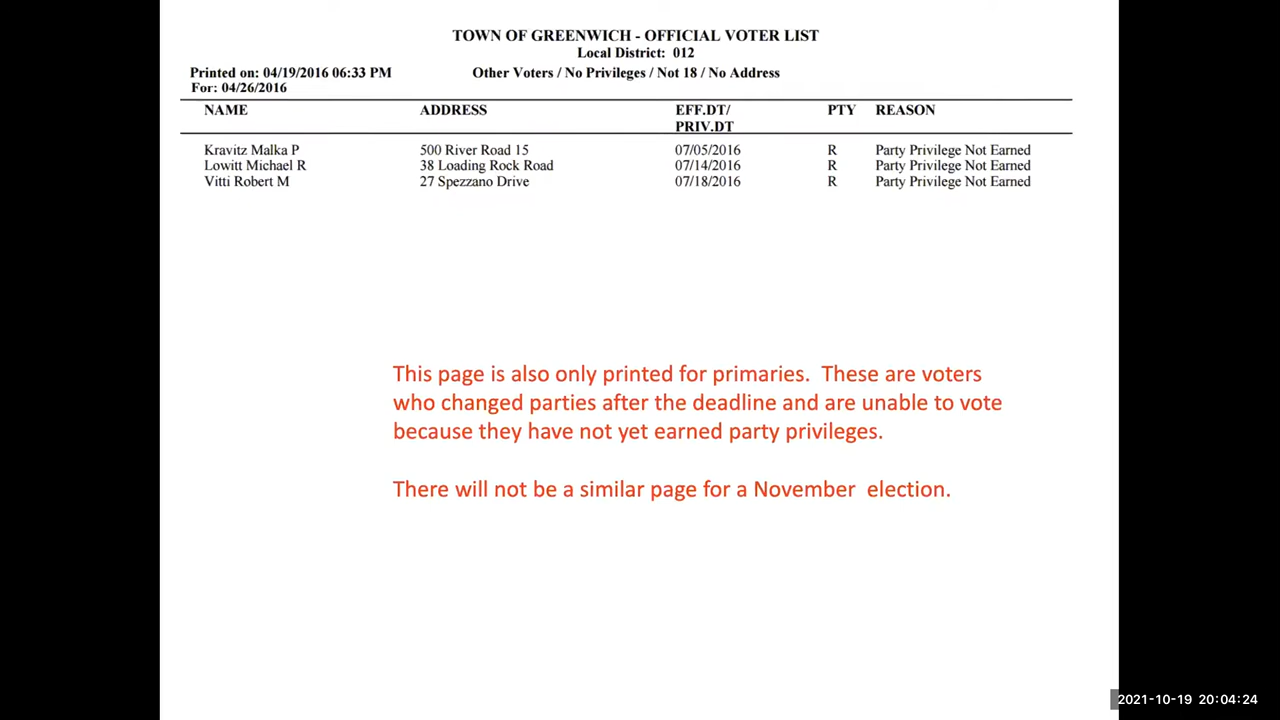 TOWN OF GREENWICH - OFFICIAL VOTER LIST
Local District: 012
Printed on: 04/19/2016 06:33 PM Other Voters / No Privileges / Not 18 / No Address
For: 04/26/2016
NAME ADDRESS EFF.DT/ PTY REASON
PRIV.DT
Kravitz Malka P 500 River Road 15 07/05/2016 R Party Privilege Not Earned
Lowitt Michael R 38 Loading Rock Road 07/14/2016 R Party Privilege Not Earned
Vitti Robert M 27 Spezzano Drive 07/18/2016 R Party Privilege Not Earned
This page is also only printed for primaries. These are voters
who changed parties after the deadline and are unable to vote
because they have not yet earned party privileges.
There will not be a similar page for a November election.
2021-10-19 20:04:24